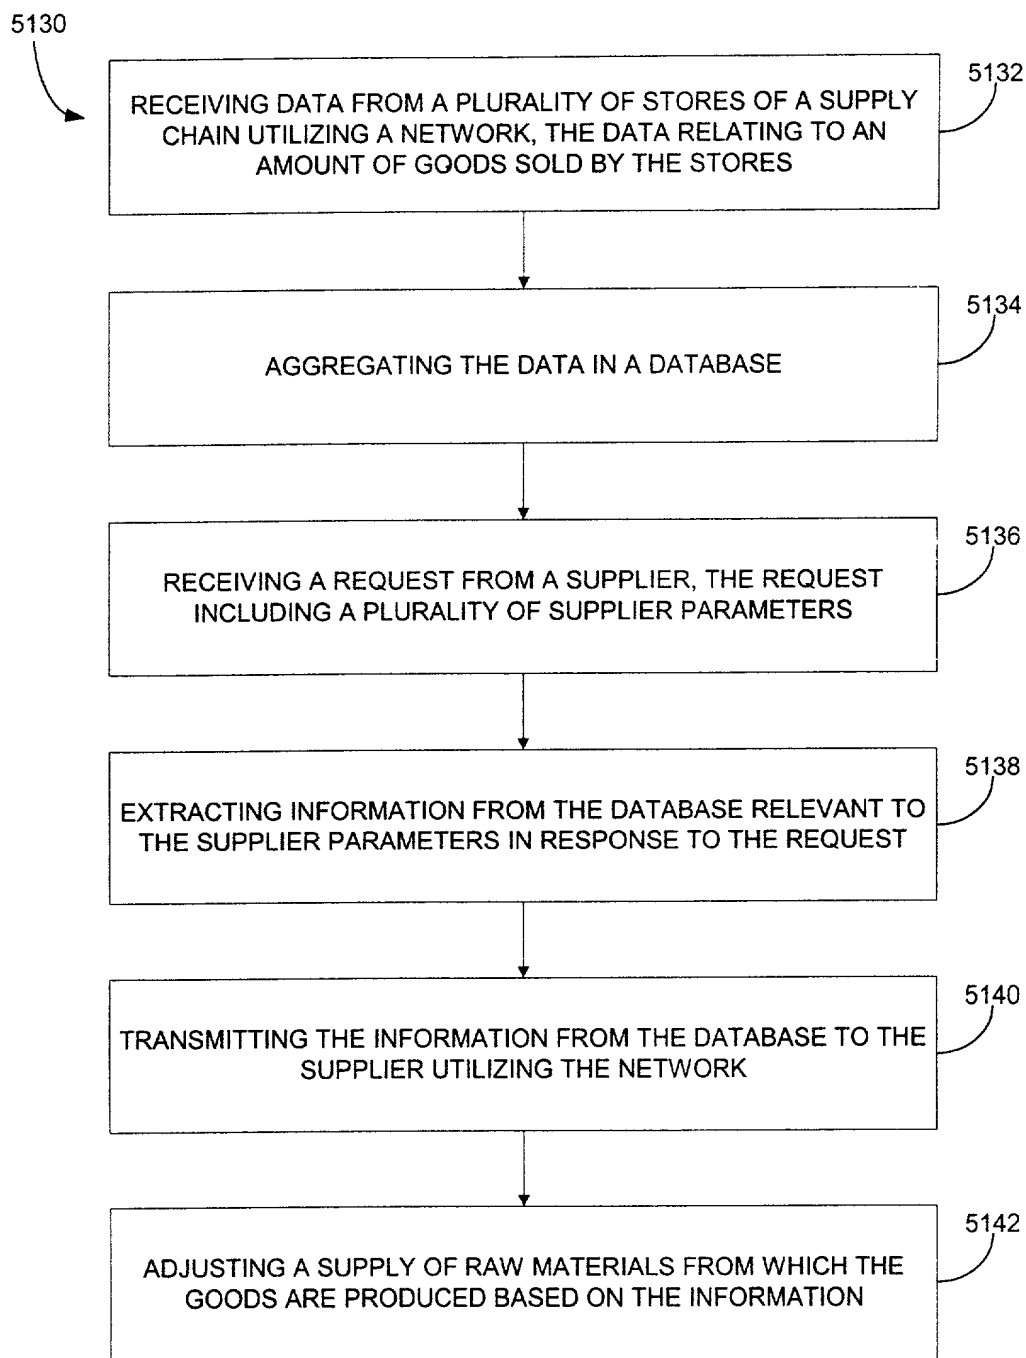 5130
5132
RECEIVING DATA FROM A PLURALITY OF STORES OF A SUPPLY
CHAIN UTILIZING A NETWORK, THE DATA RELATING TO AN
AMOUNT OF GOODS SOLD BY THE STORES
5134
AGGREGATING THE DATA IN A DATABASE
5136
RECEIVING A REQUEST FROM A SUPPLIER, THE REQUEST
INCLUDING A PLURALITY OF SUPPLIER PARAMETERS
5138
EXTRACTING INFORMATION FROM THE DATABASE RELEVANT TO
THE SUPPLIER PARAMETERS IN RESPONSE TO THE REQUEST
5140
TRANSMITTING THE INFORMATION FROM THE DATABASE TO THE
SUPPLIER UTILIZING THE NETWORK
5142
ADJUSTING A SUPPLY OF RAW MATERIALS FROM WHICH THE
GOODS ARE PRODUCED BASED ON THE INFORMATION